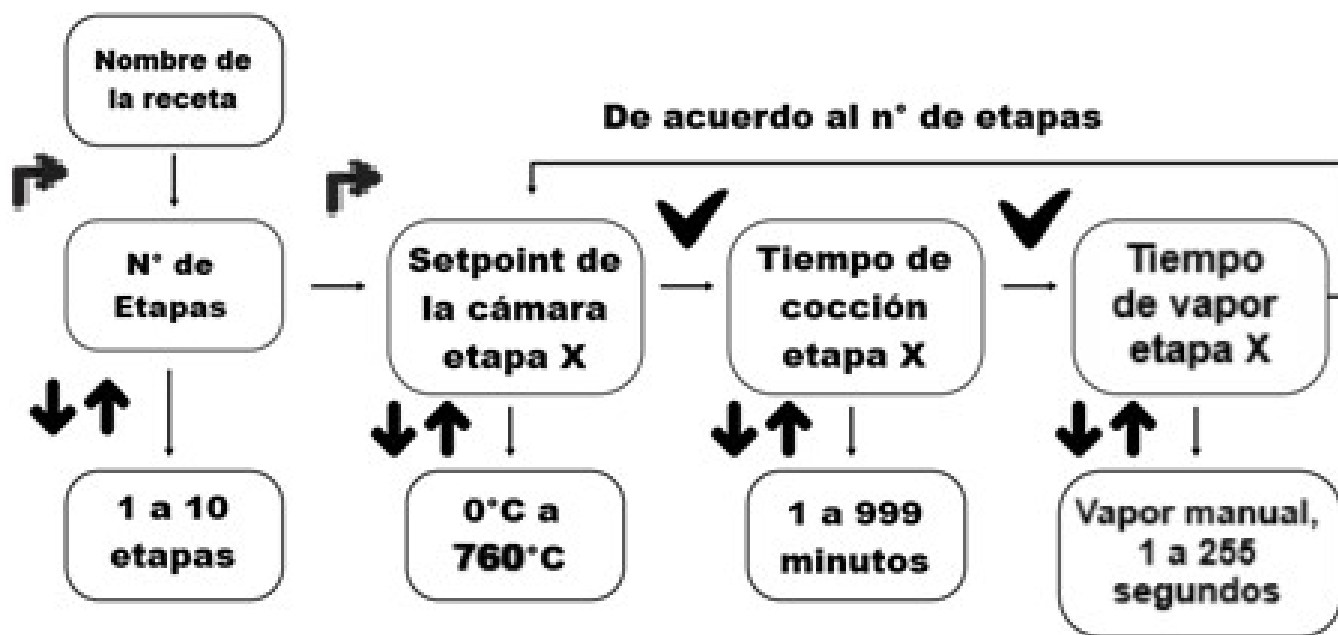 Nombre de
la receta
De acuerdo al n° de etapas
N° de
Etapas
Setpoint de
la cámara
etapa X
Tiempo de
cocción
etapa X
Tiempo
de vapor
etapa X
1 a 10
etapas
0°C a
760°C
1 a 999
minutos
Vapor manual,
1 a 255
segundos